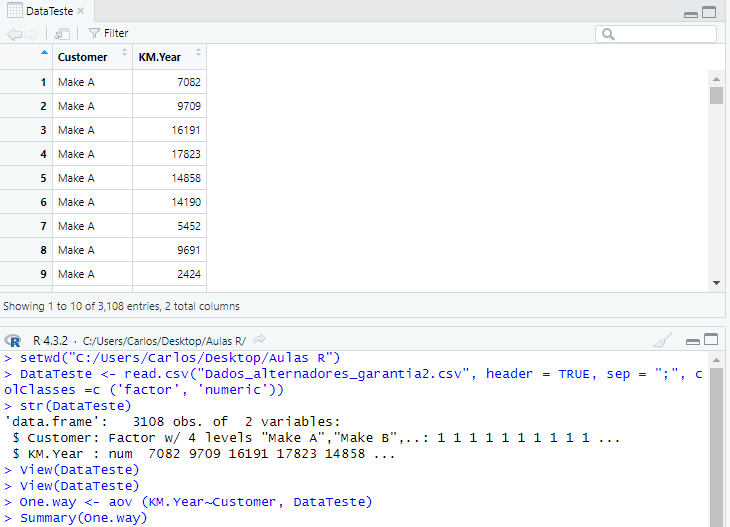 DataTeste
Filter
Customer KM.Year
1 Make A 7082
2 Make A 9709
3 Make A 16191
4 Make A 17823
5 Make A 14858
6 Make A 14190
7 Make A 5452
8 Make A 9691
9 Make A 2424
Showing 1 to 10 of 3,108 entries, 2 total columns
R R 4.3.2 · C:/Users/Carlos/Desktop/Aulas R/
> setwd("C:/Users/Carlos/Desktop/Aulas R")
> DataTeste <- read.csv("Dados_alternadores_garantia2.csv", header = TRUE, sep = ";", c
olClasses =c ('factor', 'numeric'))
> str(DataTeste)
'data.frame':   3108 obs. of  2 variables:
 $ Customer: Factor w/ 4 levels "Make A","Make B",..: 1 1 1 1 1 1 1 1 1 1 ...
 $ KM.Year : num  7082 9709 16191 17823 14858 ...
> View(DataTeste)
> View(DataTeste)
> One.way <- aov (KM.Year~Customer, DataTeste)
> Summary(One.way)